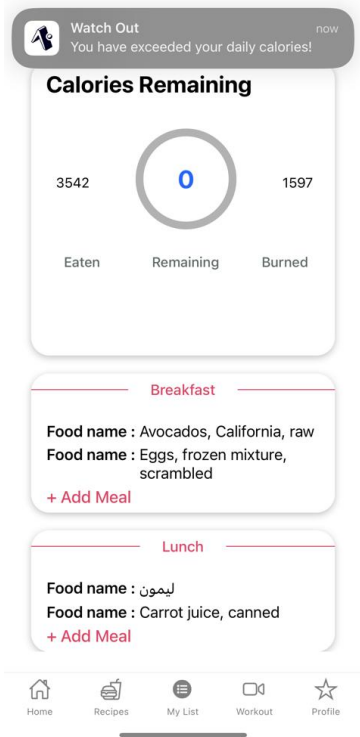 Watch Out
now
You have exceeded your daily calories!
Calories Remaining
3542
0
1597
Eaten
Remaining
Burned
Breakfast
Food name : Avocados, California, raw
Food name : Eggs, frozen mixture,
scrambled
+ Add Meal
Lunch
Food name : ليمون
Food name : Carrot juice, canned
+ Add Meal
Home
Recipes
My List
Workout
Profile